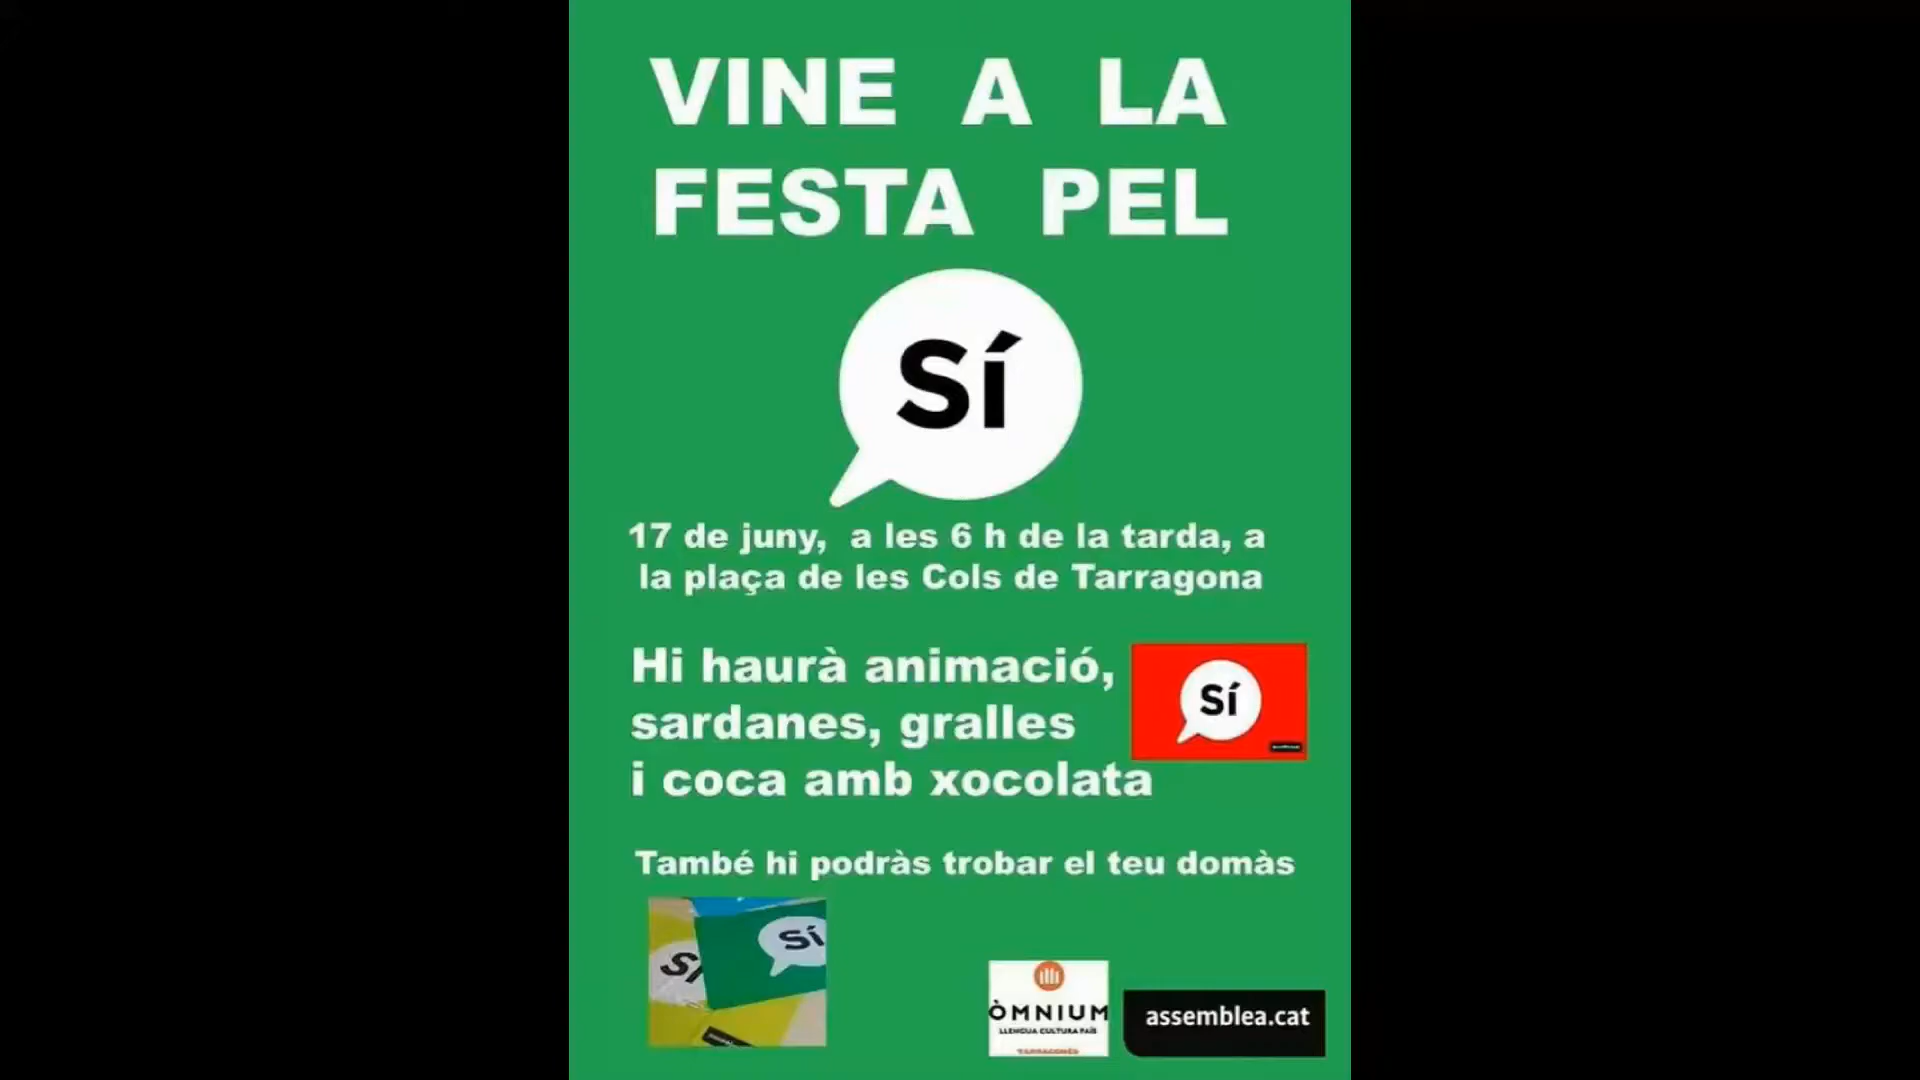 VINE A LA
FESTA PEL
Sí
17 de juny, a les 6 h de la tarda, a
la plaça de les Cols de Tarragona
Hi haurà animació,
sardanes, gralles
i coca amb xocolata
Sí
També hi podràs trobar el teu domàs
Sí
Sí
ÒMNIUM
LLENGUA CULTURA PAÍS
TARRAGONÈS
assemblea.cat